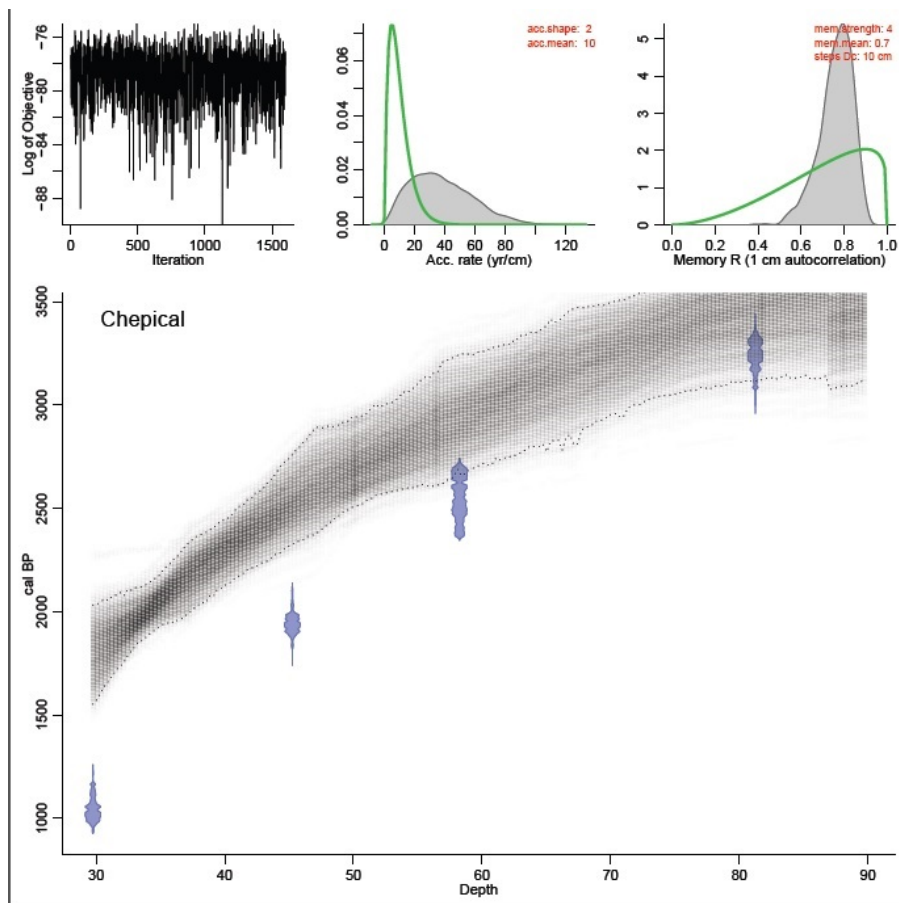 −76
−80
−84
−88
Log of Objective
0 500 1000 1500
Iteration
acc.shape: 2
acc.mean: 10
0.00 0.02 0.04 0.06
0 20 40 60 80 120
Acc. rate (yr/cm)
mem.strength: 4
mem.mean: 0.7
steps Dc: 10 cm
0 1 2 3 4 5
0.0 0.2 0.4 0.6 0.8 1.0
Memory R (1 cm autocorrelation)
Chepical
3500
3000
2500
2000
1500
1000
cal BP
30 40 50 60 70 80 90
Depth